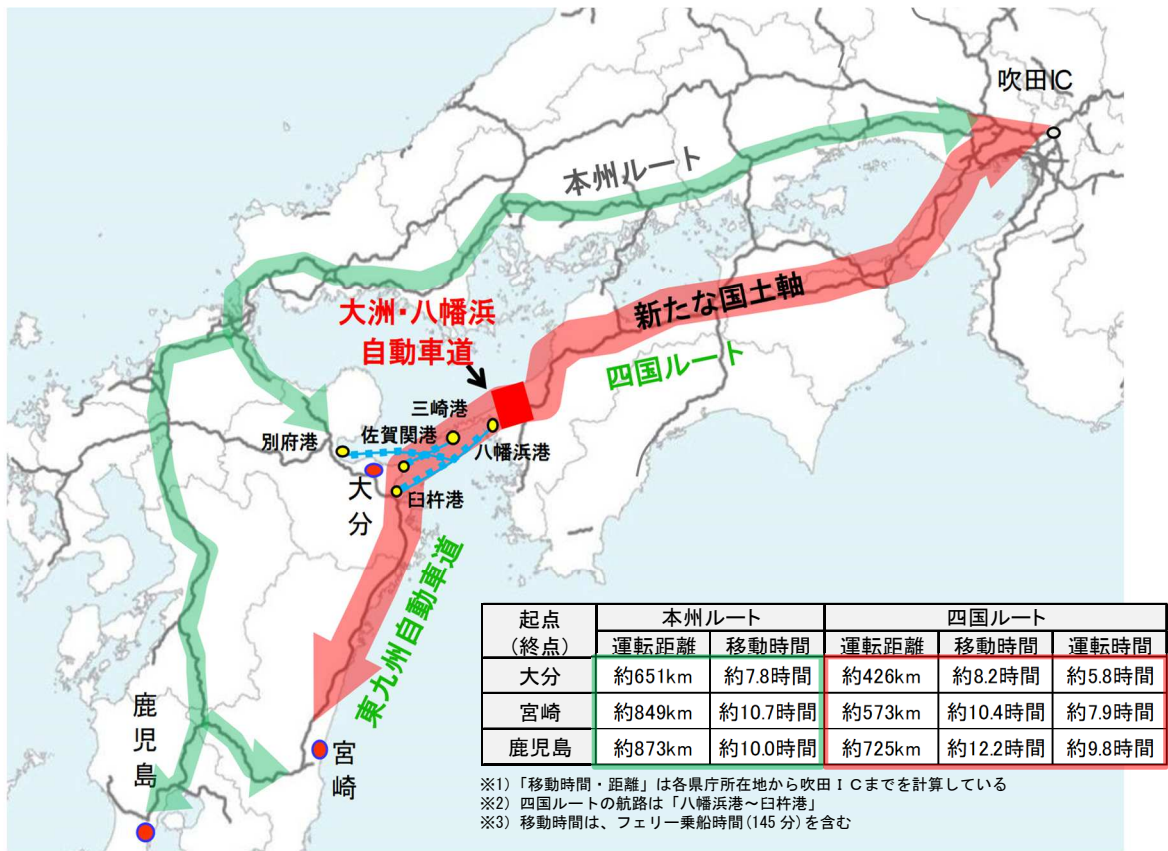 吹田IC
本州ルート
新たな国土軸
大洲・八幡浜
自動車道
四国ルート
三崎港
佐賀関港
別府港
八幡浜港
大分
臼杵港
東九州自動車道
鹿児島
宮崎
起点
(終点)
本州ルート
四国ルート
運転距離 移動時間 運転距離 移動時間 運転時間
大分 約651km 約7.8時間 約426km 約8.2時間 約5.8時間
宮崎 約849km 約10.7時間 約573km 約10.4時間 約7.9時間
鹿児島 約873km 約10.0時間 約725km 約12.2時間 約9.8時間
※1)「移動時間・距離」は各県庁所在地から吹田ＩＣまでを計算している
※2) 四国ルートの航路は「八幡浜港～臼杵港」
※3) 移動時間は、フェリー乗船時間(145分)を含む